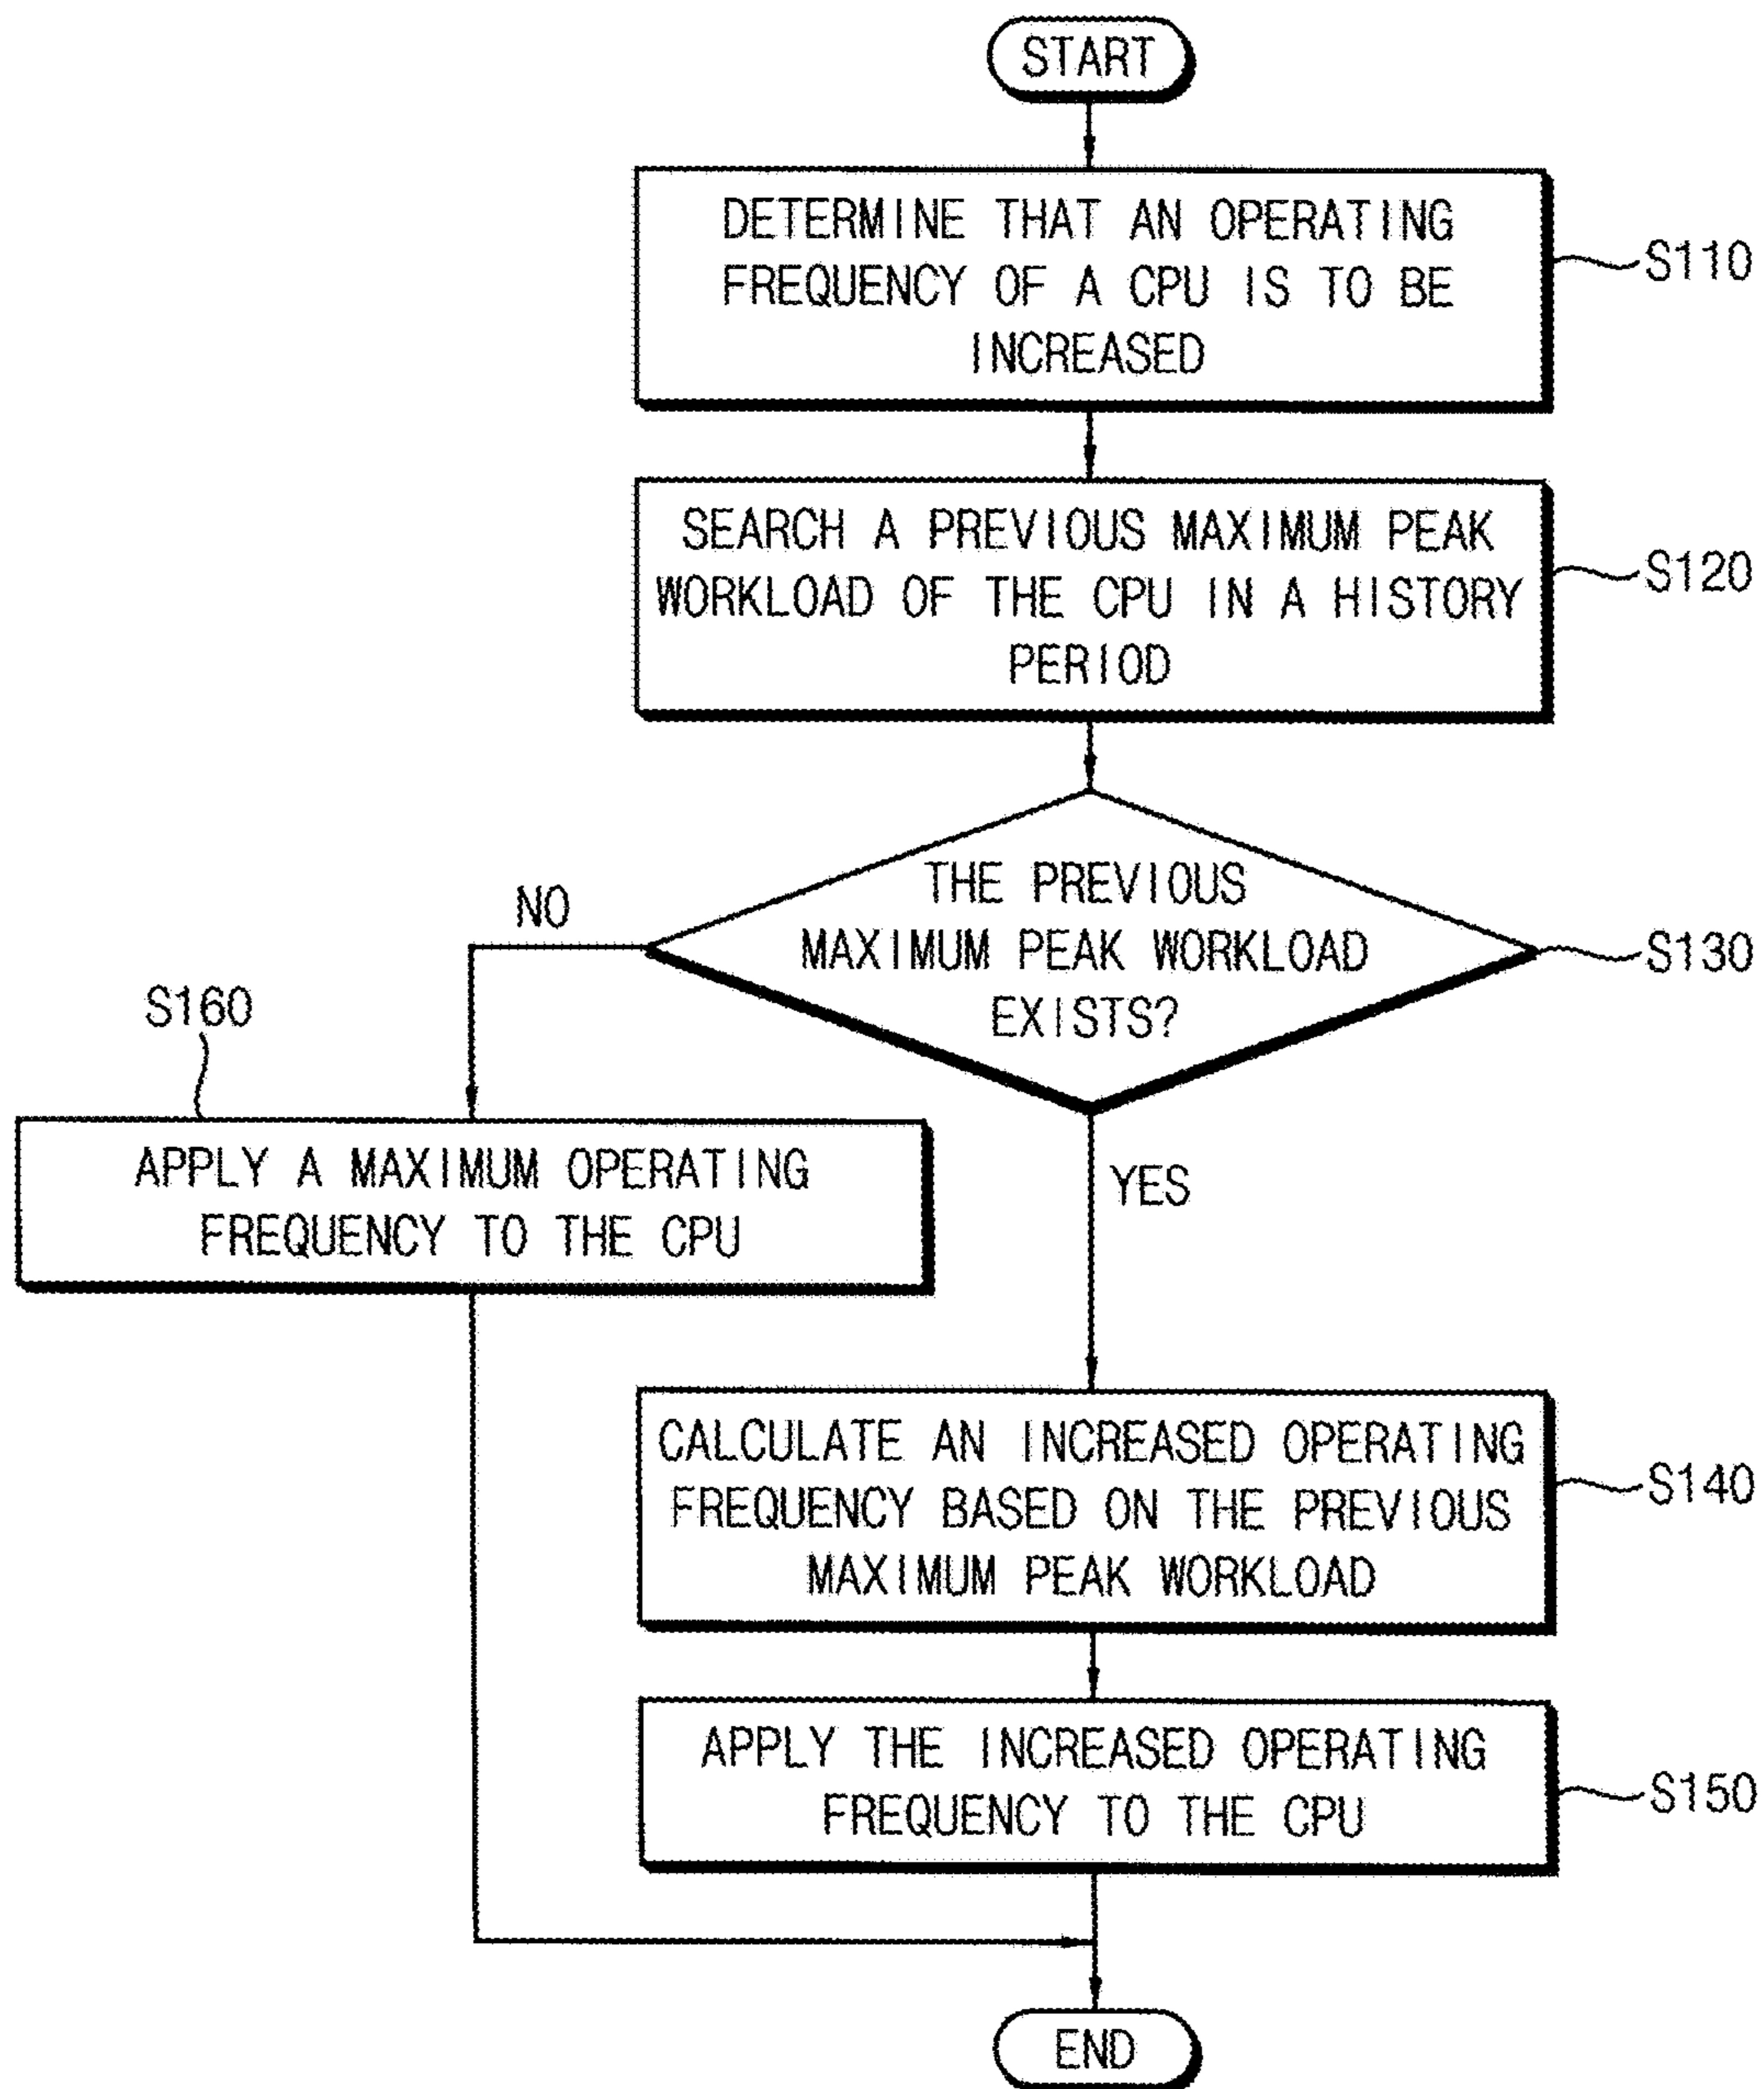 START
DETERMINE THAT AN OPERATING
FREQUENCY OF A CPU IS TO BE
INCREASED
S110
SEARCH A PREVIOUS MAXIMUM PEAK
WORKLOAD OF THE CPU IN A HISTORY
PERIOD
S120
THE PREVIOUS
MAXIMUM PEAK WORKLOAD
EXISTS?
S130
NO
S160
APPLY A MAXIMUM OPERATING
FREQUENCY TO THE CPU
YES
CALCULATE AN INCREASED OPERATING
FREQUENCY BASED ON THE PREVIOUS
MAXIMUM PEAK WORKLOAD
S140
APPLY THE INCREASED OPERATING
FREQUENCY TO THE CPU
S150
END